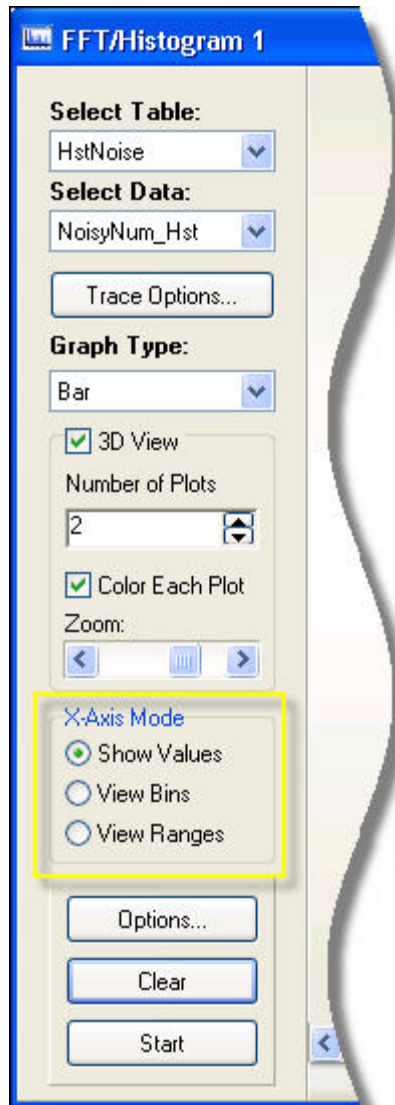 FFT/Histogram 1
Select Table:
HstNoise
Select Data:
NoisyNum_Hst
Trace Options...
Graph Type:
Bar
3D View
Number of Plots
2
Color Each Plot
Zoom:
X-Axis Mode
Show Values
View Bins
View Ranges
Options...
Clear
Start